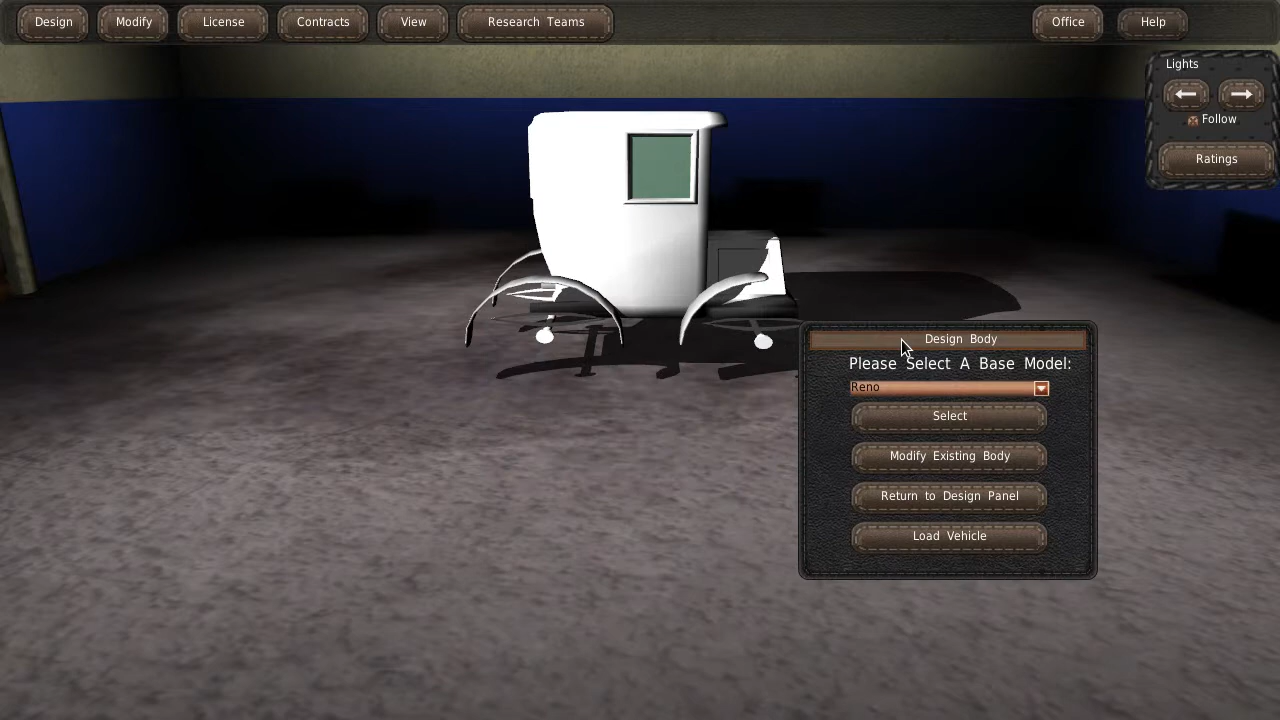 Design
Modify
License
Contracts
View
Research Teams
Office
Help
Lights
Follow
Ratings
Design Body
Please Select A Base Model:
Reno
Select
Modify Existing Body
Return to Design Panel
Load Vehicle